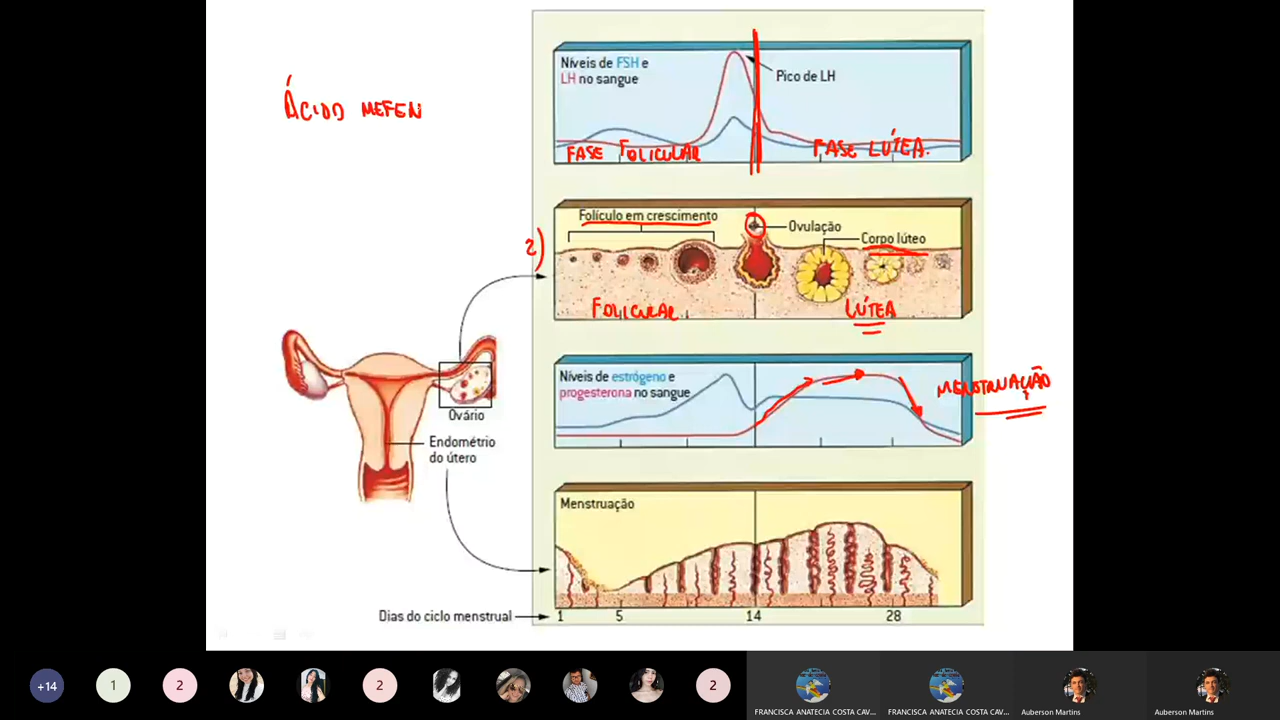 Níveis de FSH e
LH no sangue
Pico de LH
ÁCIDO MEFEN
FASE FOLICULAR
FASE LÚTEA.
Folículo em crescimento
Ovulação
Corpo lúteo
2)
FOLICULAR
LÚTEA
Níveis de estrógeno e
progesterona no sangue
MENSTRUAÇÃO
Ovário
Endométrio
do útero
Menstruação
Dias do ciclo menstrual
1 5 14 28
+14 1 2 2 2
FRANCISCA ANATECIA COSTA CAV... FRANCISCA ANATECIA COSTA CAV... Auberson Martins Auberson Martins